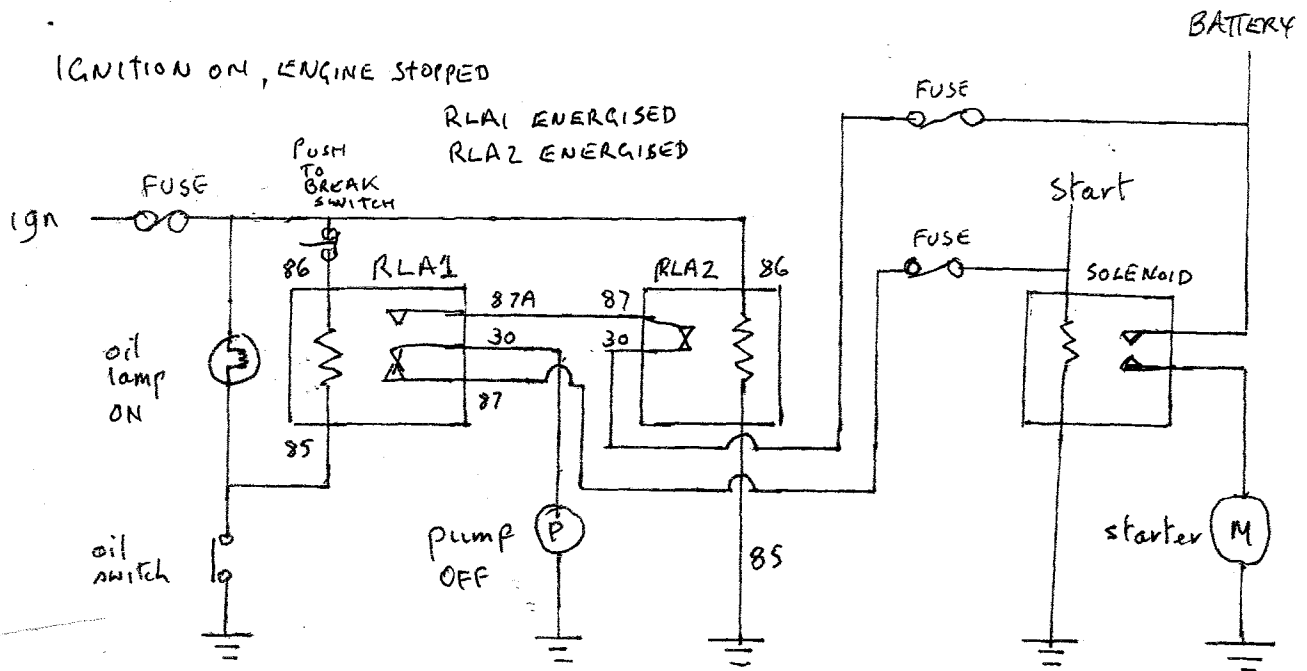 BATTERY
IGNITION ON, ENGINE STOPPED
RLA1 ENERGISED
RLA2 ENERGISED
FUSE
PUSH
TO
BREAK
SWITCH
FUSE
ign
Start
FUSE
86
RLA1
RLA2
86
SOLENOID
87A
87
30
30
oil
lamp
ON
87
85
oil
switch
pump
OFF
P
85
starter
M